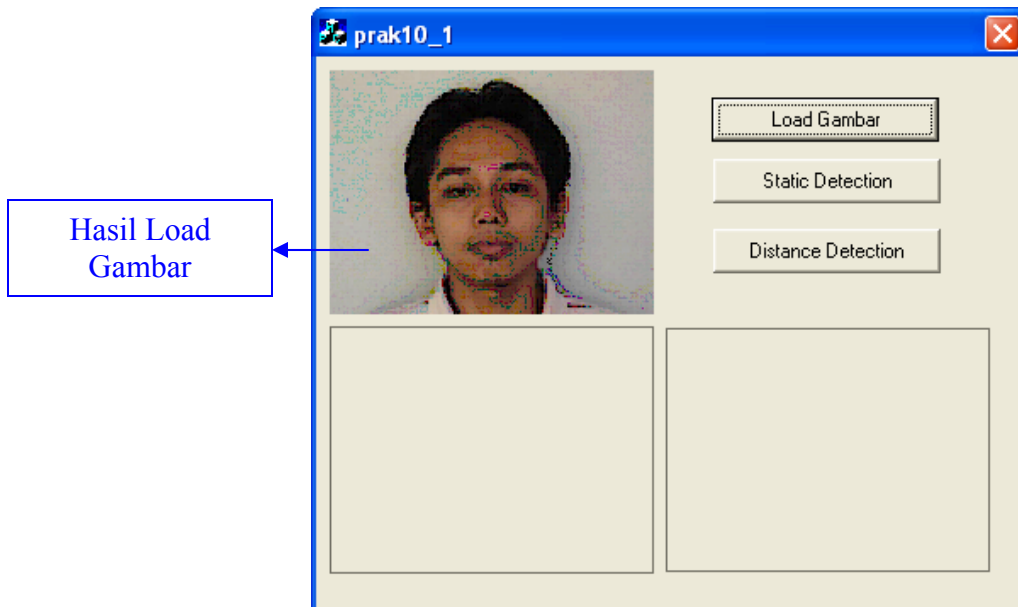 prak10_1
Load Gambar
Static Detection
Hasil Load
Gambar
Distance Detection